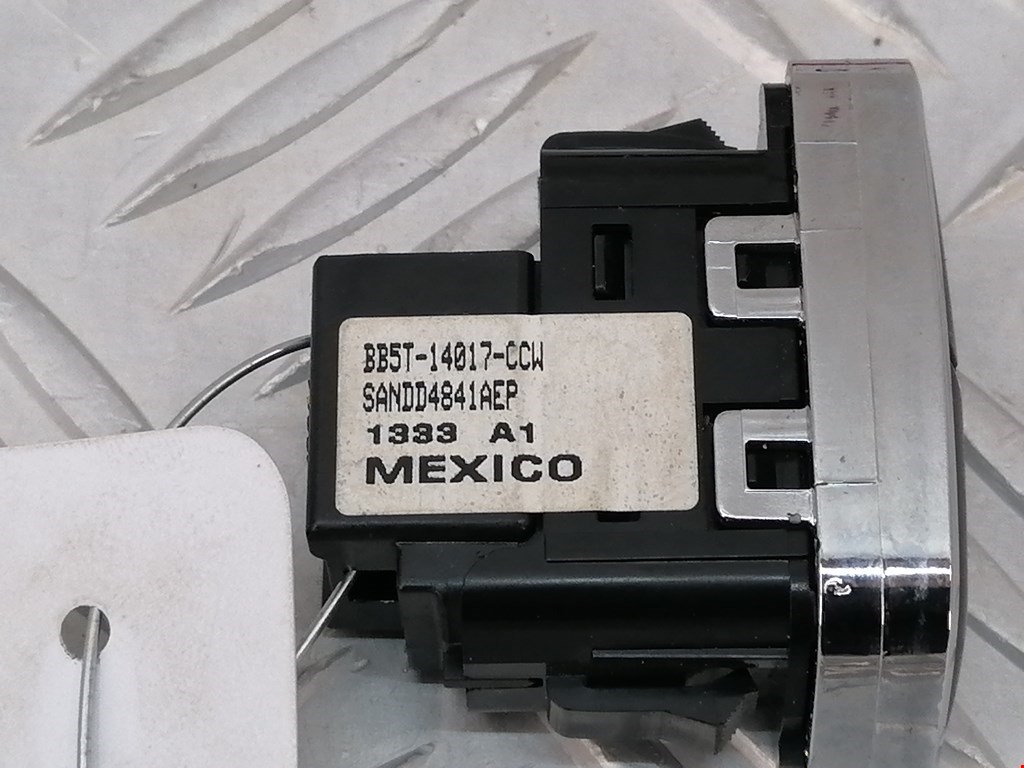 BB5T-14017-CCW
SANDD4841AEP
1333 A1
MEXICO